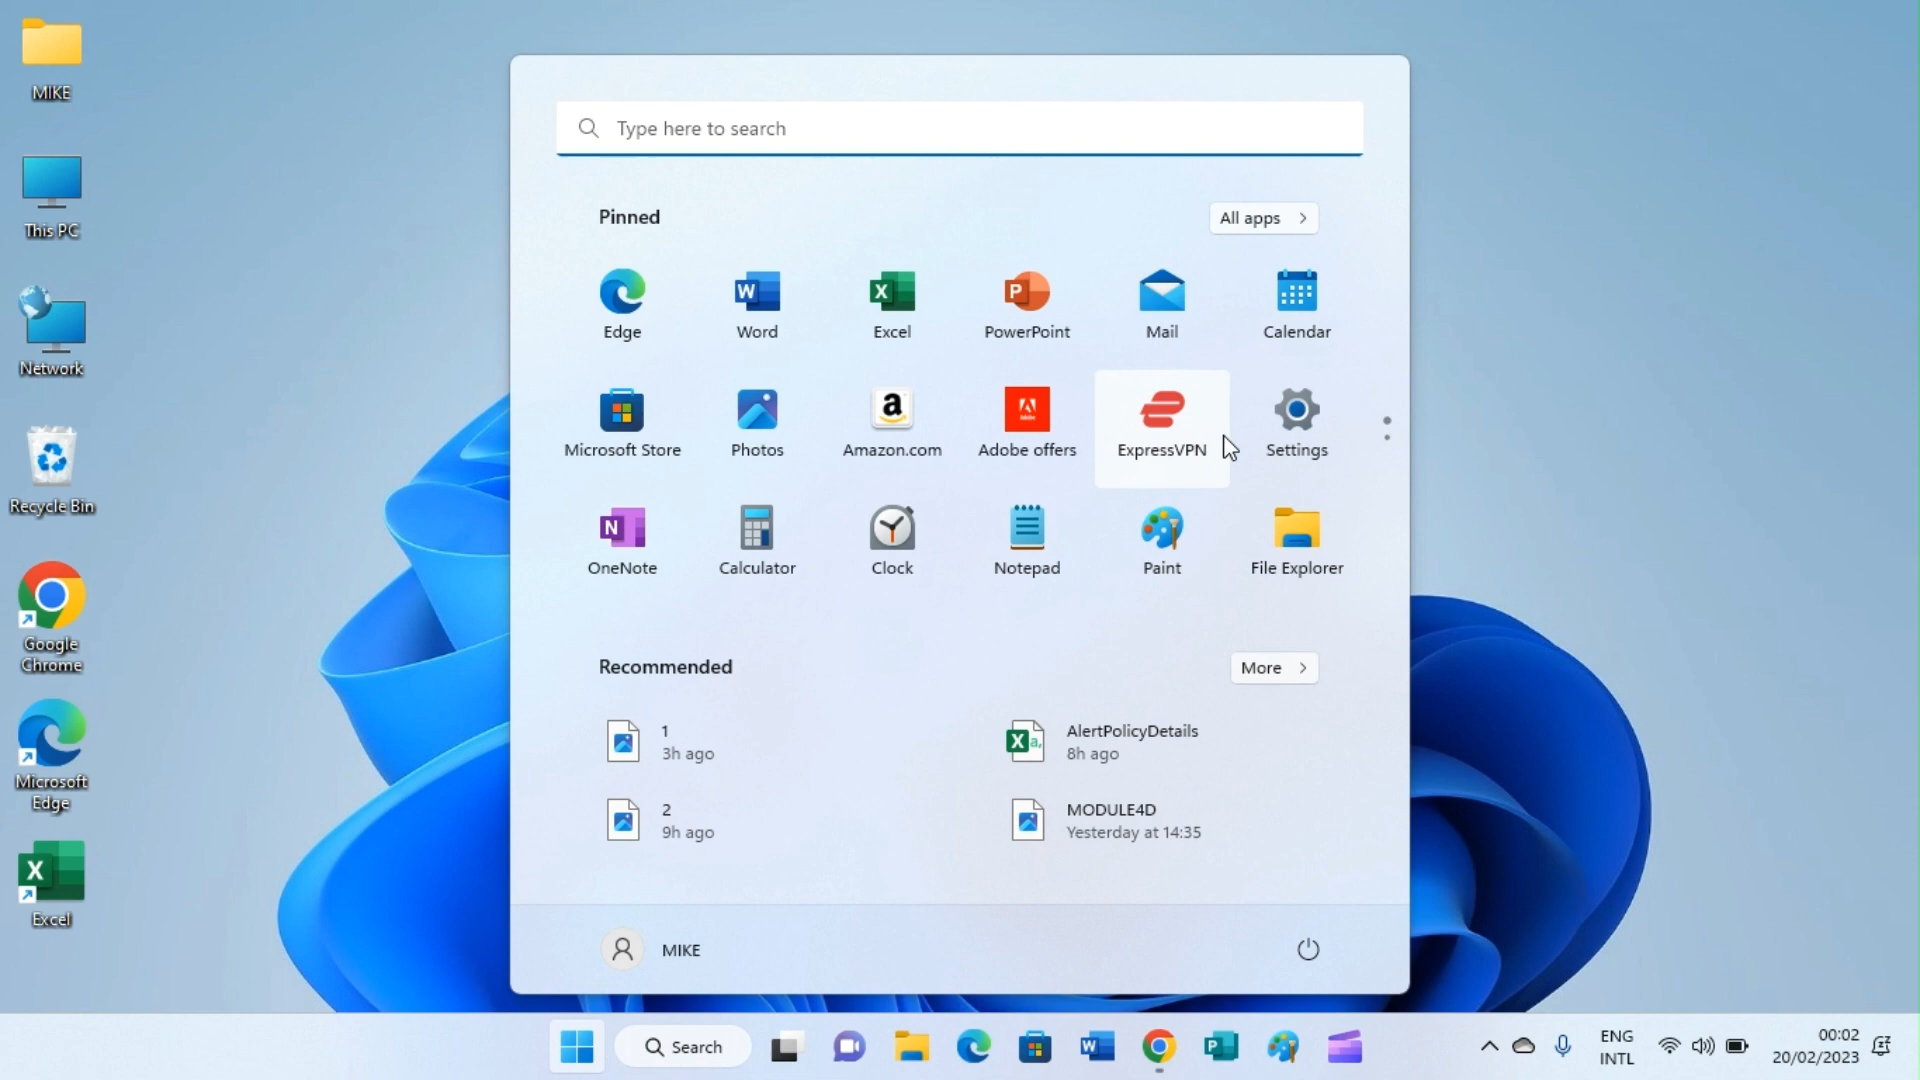 MIKE
This PC
Network
Recycle Bin
Google
Chrome
Microsoft
Edge
Excel
Type here to search
Pinned
All apps
Edge
Word
Excel
PowerPoint
Mail
Calendar
Microsoft Store
Photos
Amazon.com
Adobe offers
ExpressVPN
Settings
OneNote
Calculator
Clock
Notepad
Paint
File Explorer
Recommended
More
1
3h ago
AlertPolicyDetails
8h ago
2
9h ago
MODULE4D
Yesterday at 14:35
MIKE
Search
ENG
INTL
00:02
20/02/2023